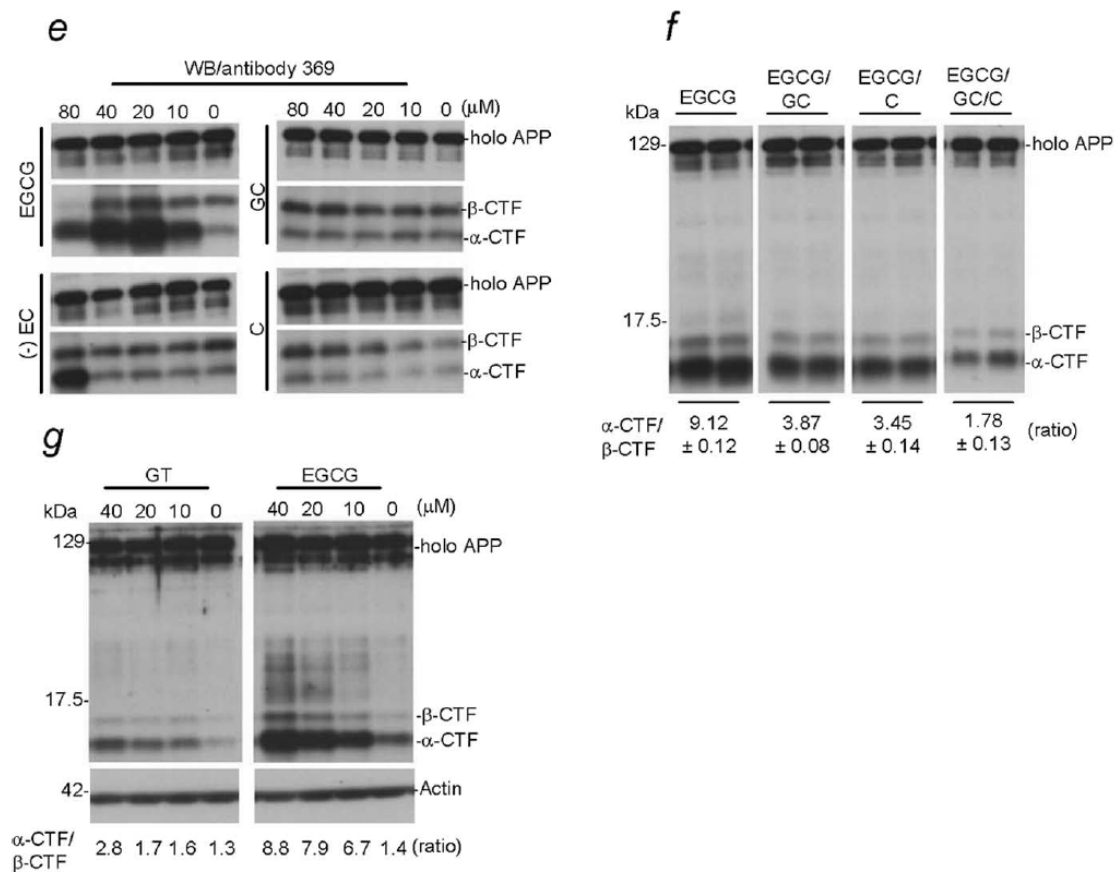 e
WB/antibody 369
80 40 20 10 0 80 40 20 10 0 (μM)
EGCG
GC
-holo APP
-β-CTF
-α-CTF
(-) EC
C
-holo APP
-β-CTF
-α-CTF
f
kDa EGCG EGCG/GC EGCG/C EGCG/GC/C
129- -holo APP
17.5-
-β-CTF
-α-CTF
α-CTF/ 9.12 3.87 3.45 1.78 (ratio)
β-CTF ± 0.12 ± 0.08 ± 0.14 ± 0.13
g
GT EGCG
kDa 40 20 10 0 40 20 10 0 (μM)
129- -holo APP
17.5-
-β-CTF
-α-CTF
42- -Actin
α-CTF/ 2.8 1.7 1.6 1.3 8.8 7.9 6.7 1.4 (ratio)
β-CTF